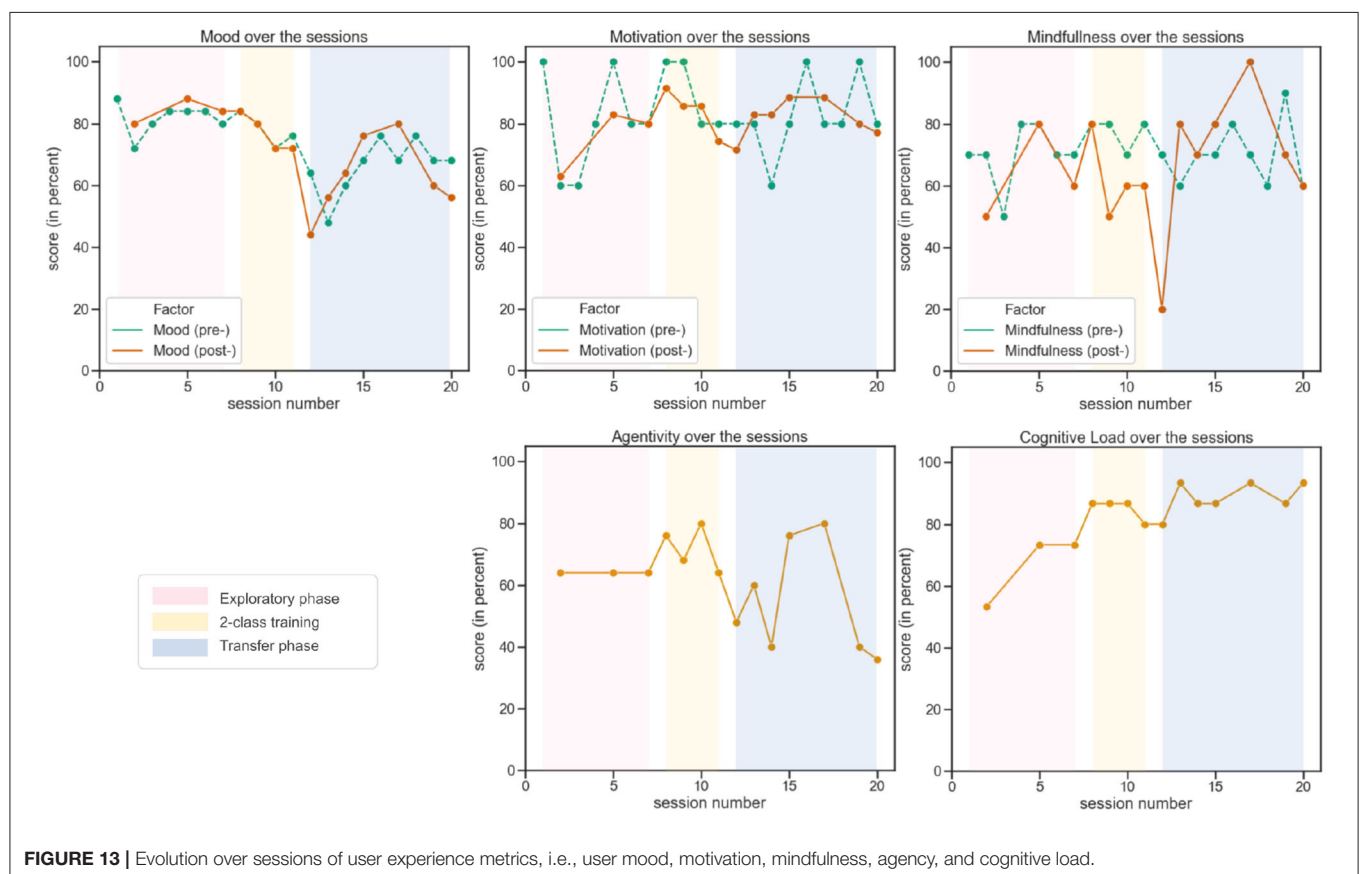 Mood over the sessions
100
80
60
40
20
0
score (in percent)
Factor
Mood (pre-)
Mood (post-)
0 5 10 15 20
session number
Motivation over the sessions
100
80
60
40
20
0
score (in percent)
Factor
Motivation (pre-)
Motivation (post-)
0 5 10 15 20
session number
Mindfullness over the sessions
100
80
60
40
20
0
score (in percent)
Factor
Mindfulness (pre-)
Mindfulness (post-)
0 5 10 15 20
session number
Exploratory phase
2-class training
Transfer phase
Agentivity over the sessions
100
80
60
40
20
0
score (in percent)
0 5 10 15 20
session number
Cognitive Load over the sessions
100
80
60
40
20
0
score (in percent)
0 5 10 15 20
session number
FIGURE 13 | Evolution over sessions of user experience metrics, i.e., user mood, motivation, mindfulness, agency, and cognitive load.